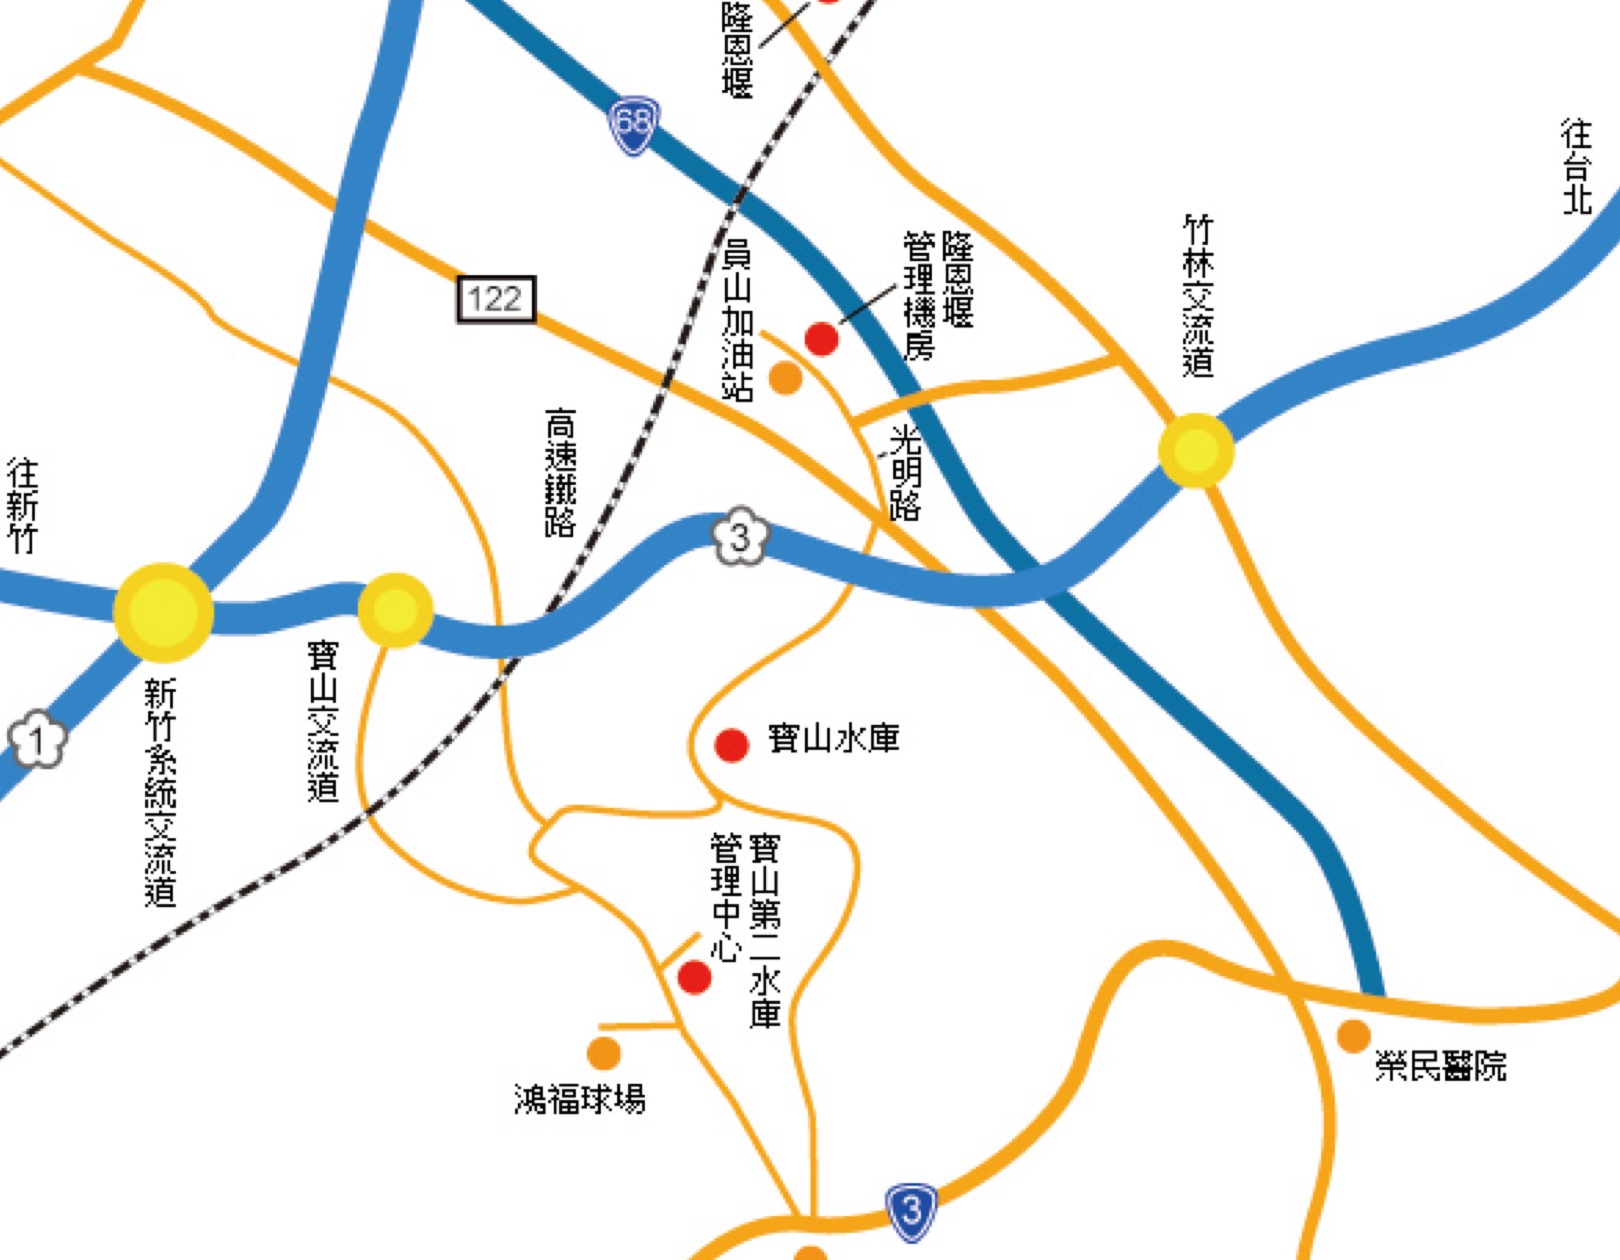 隆恩堰
68
往台北
竹林交流道
隆恩堰
管理機房
員山加油站
122
高速鐵路
光明路
往新竹
3
寶山交流道
新竹系統交流道
1
寶山水庫
寶山第二水庫
管理中心
鴻福球場
榮民醫院
3